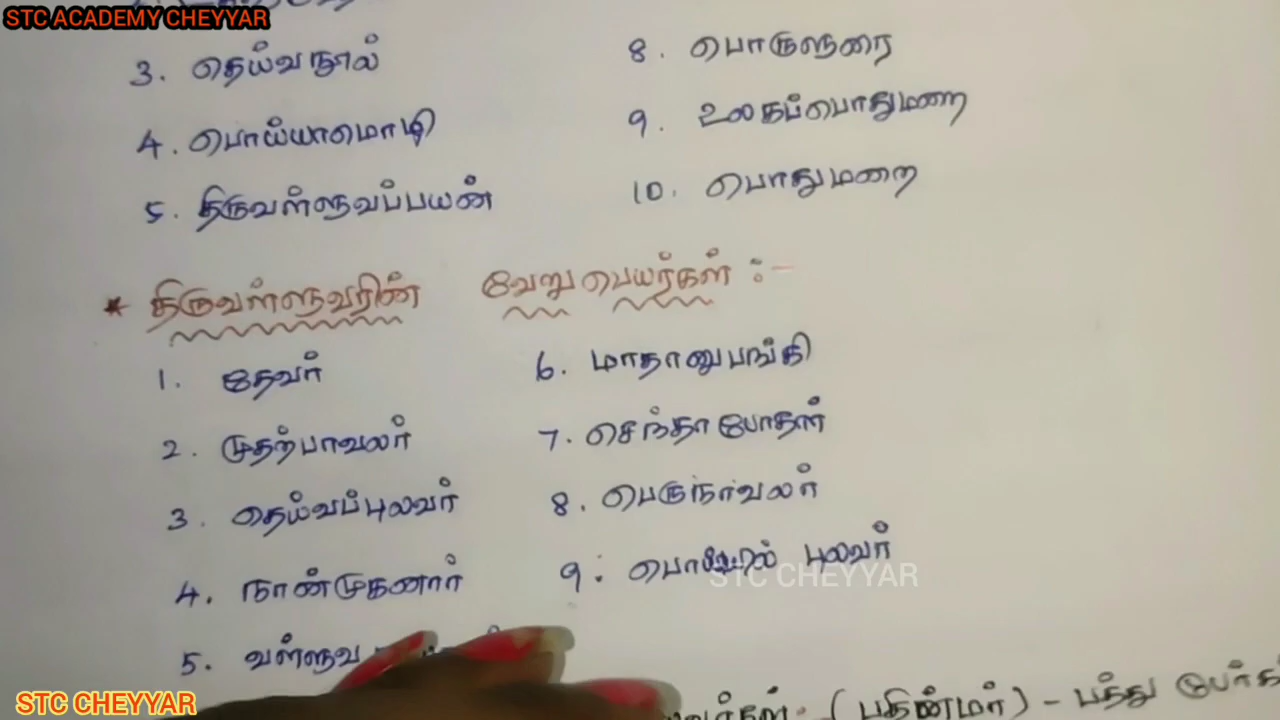 STC ACADEMY CHEYYAR
3. தெய்வநூல் 8. பொருளுரை
4. பொய்யாமொழி 9. உலகப்பொதுமறை
5. திருவள்ளுவப்பயன் 10. பொதுமறை
* திருவள்ளுவரின் வேறு பெயர்கள் :-
1. தேவர் 6. மாதானுபங்கி
2. முதற்பாவலர் 7. செந்நாபோதன்
3. தெய்வப்புலவர் 8. பெருநாவலர்
4. நான்முகனார் 9. பொயில் புலவர்
STC CHEYYAR
5. வள்ளுவ
(பதின்மர்) - பத்து
STC CHEYYAR